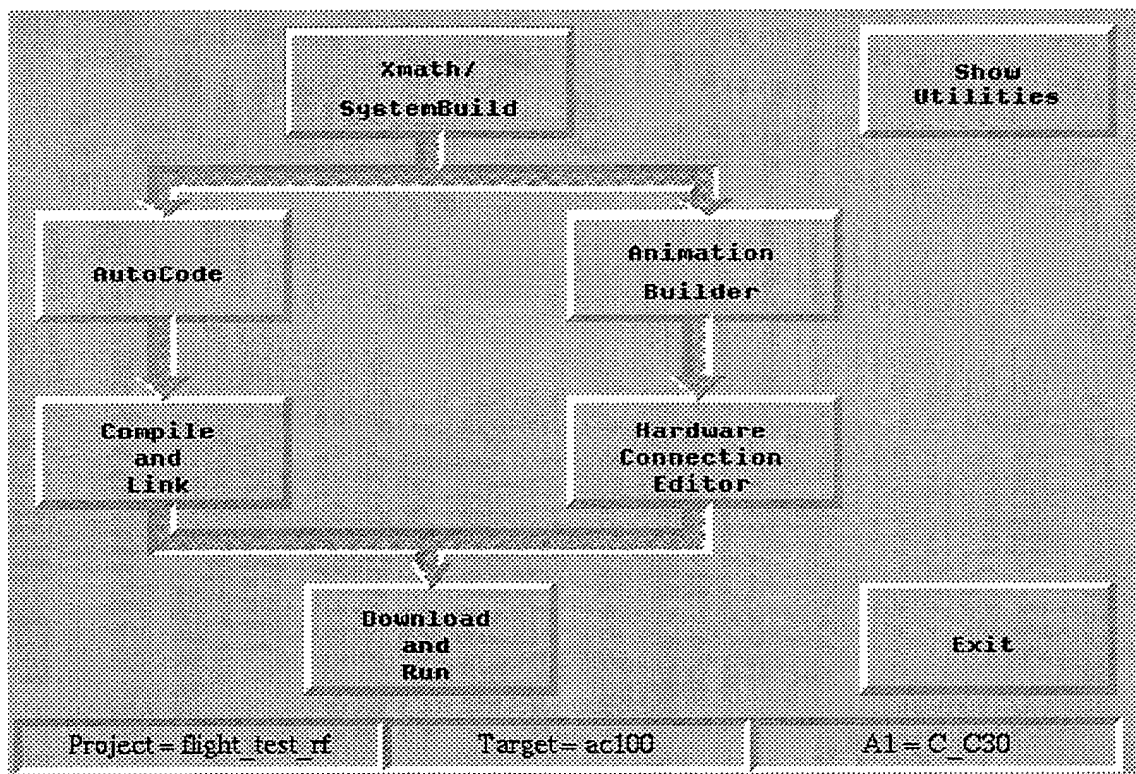 Xmath/
SystemBuild
Show
Utilities
AutoCode
Animation
Builder
Compile
and
Link
Hardware
Connection
Editor
Download
and
Run
Exit
Project = flight_test_rf
Target = ac100
A1 = C_C30